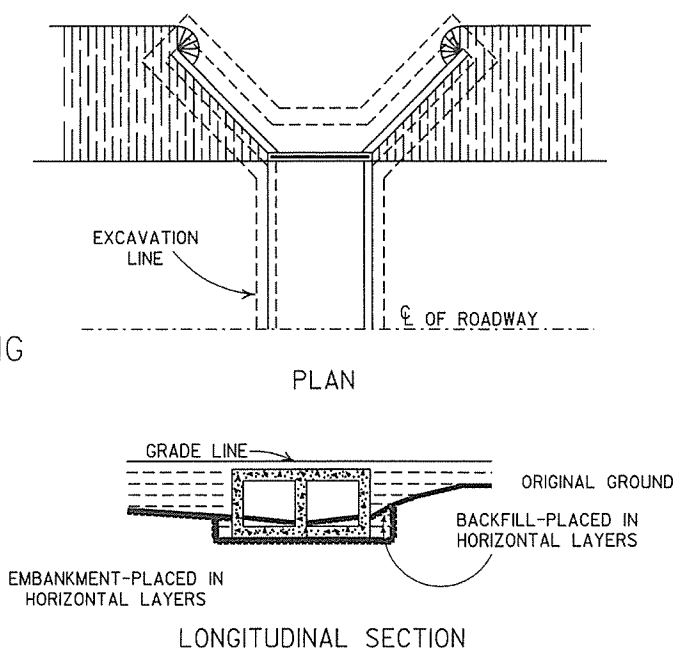 EXCAVATION
LINE
℄ OF ROADWAY
IG
PLAN
GRADE LINE
ORIGINAL GROUND
BACKFILL-PLACED IN
HORIZONTAL LAYERS
EMBANKMENT-PLACED IN
HORIZONTAL LAYERS
LONGITUDINAL SECTION